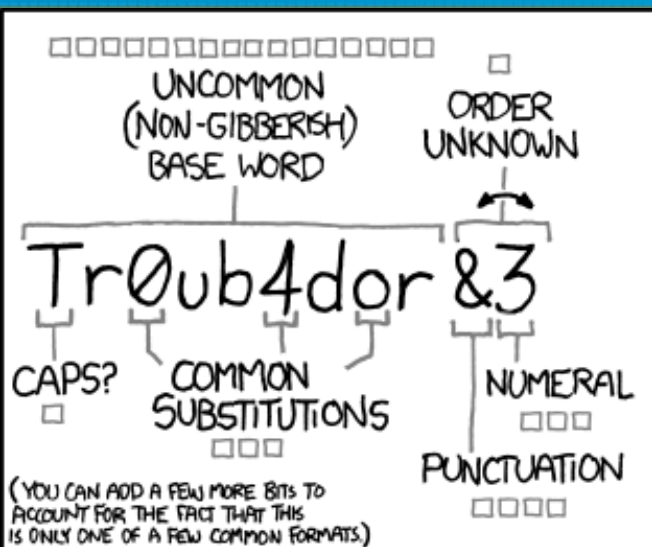 UNCOMMON
(NON-GIBBERISH)
BASE WORD
ORDER
UNKNOWN
Tr0ub4dor &3
CAPS?
COMMON
SUBSTITUTIONS
NUMERAL
PUNCTUATION
(YOU CAN ADD A FEW MORE BITS TO
ACCOUNT FOR THE FACT THAT THIS
IS ONLY ONE OF A FEW COMMON FORMATS.)